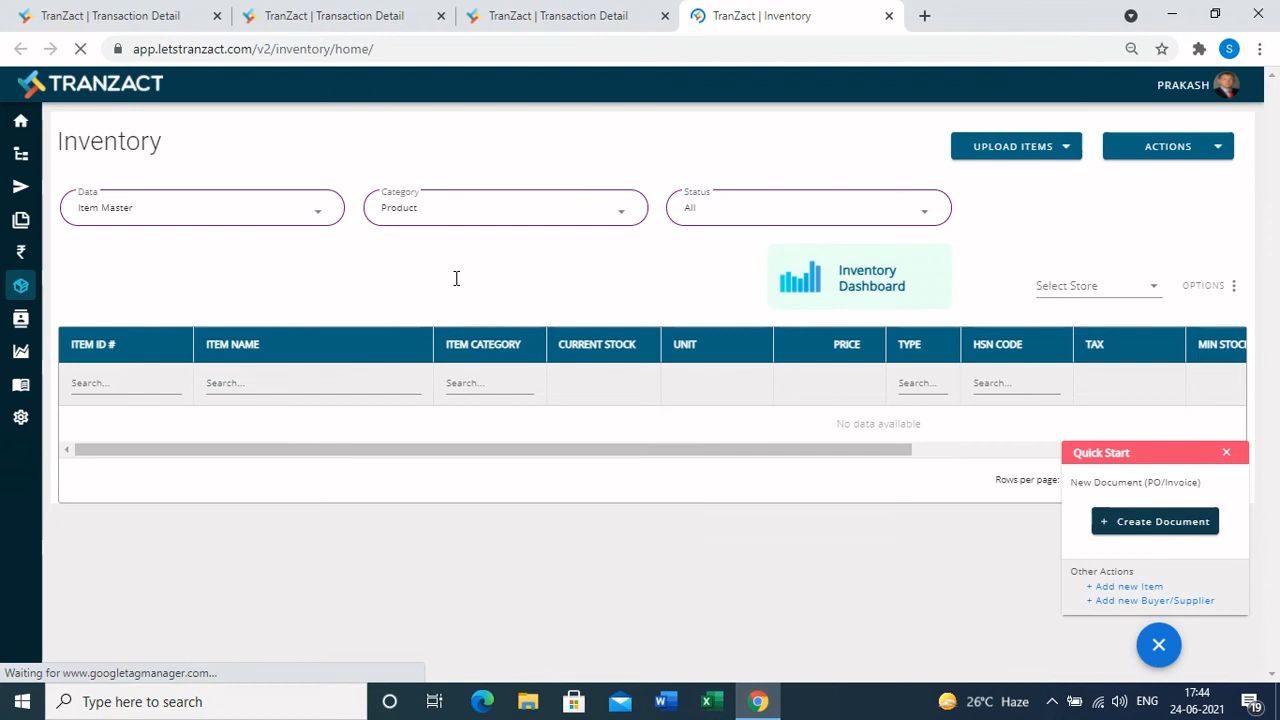 TranZact | Transaction Detail
TranZact | Transaction Detail
TranZact | Transaction Detail
TranZact | Inventory
app.letstranzact.com/v2/inventory/home/
S
TRANZACT
PRAKASH
Inventory
UPLOAD ITEMS
ACTIONS
Data
Item Master
Category
Product
Status
All
Inventory
Dashboard
Select Store
OPTIONS
ITEM ID #
ITEM NAME
ITEM CATEGORY
CURRENT STOCK
UNIT
PRICE
TYPE
HSN CODE
TAX
MIN STOC
Search...
Search...
Search...
Search...
Search...
No data available
Rows per page:
Quick Start
New Document (PO/Invoice)
+ Create Document
Other Actions
+ Add new Item
+ Add new Buyer/Supplier
Waiting for www.googletagmanager.com...
Type here to search
26°C Haze
ENG
17:44
24-06-2021
19